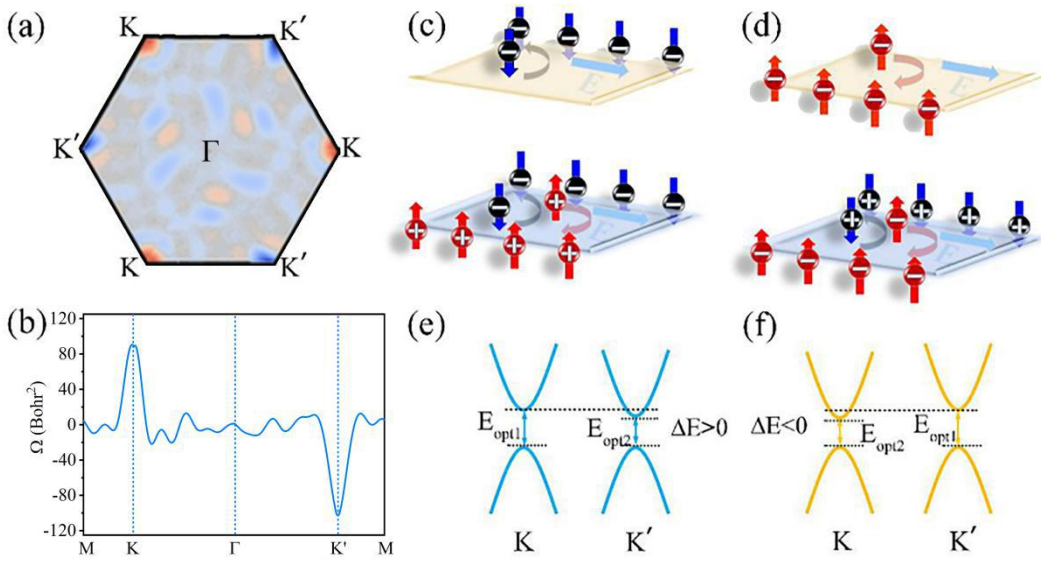 (a)
K
K′
K′
Γ
K
K
K′
(b)
Ω (Bohr²)
120
80
40
0
-40
-80
-120
M
K
Γ
K'
M
(c)
E
E
(d)
E
E
(e)
E_opt1
E_opt2
ΔE>0
K
K′
(f)
ΔE<0
E_opt2
E_opt1
K
K′